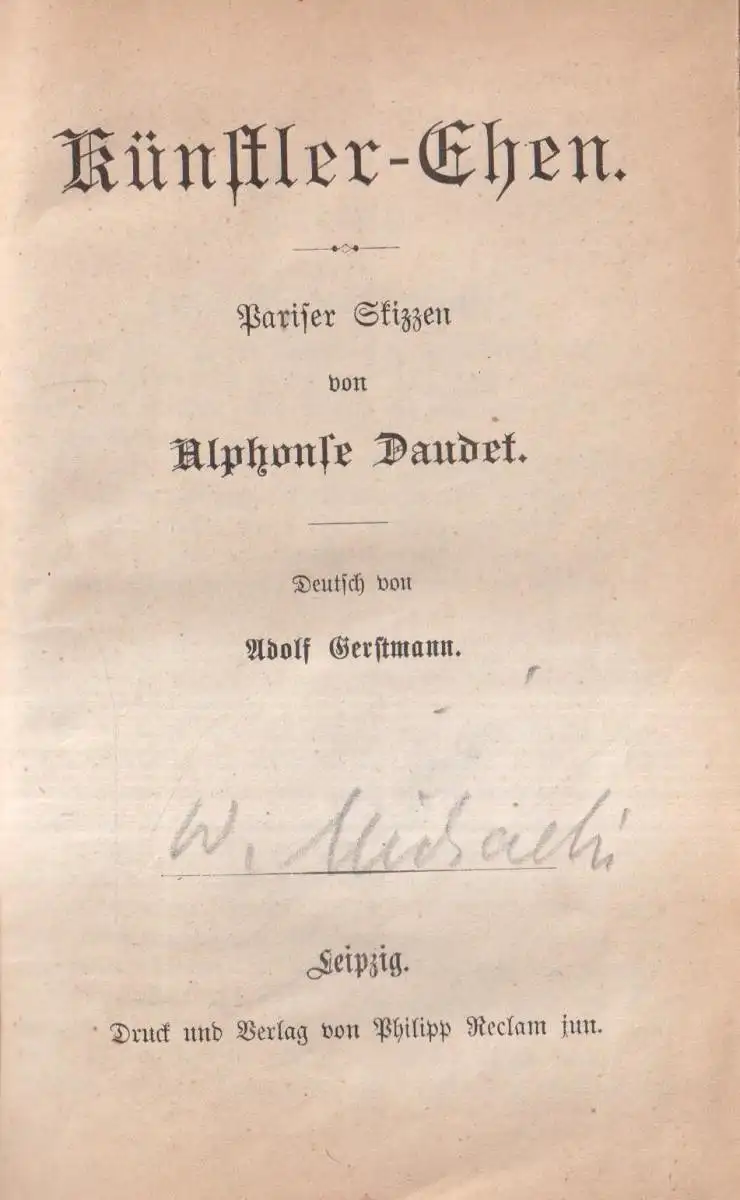 Künstler-Ehen.
Pariser Skizzen
von
Alphonse Daudet.
Deutsch von
Adolf Gerstmann.
W. Michaeli
Leipzig.
Druck und Verlag von Philipp Reclam jun.